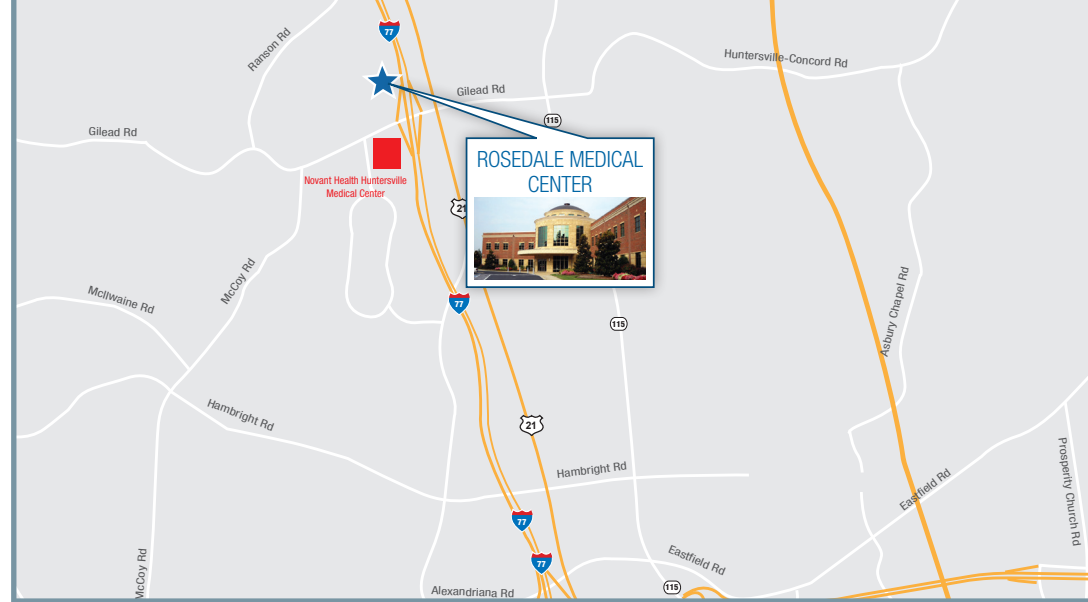 77
Ranson Rd
Huntersville-Concord Rd
Gilead Rd
115
Gilead Rd
ROSEDALE MEDICAL
CENTER
Novant Health Huntersville
Medical Center
21
McCoy Rd
McIlwaine Rd
77
115
Asbury Chapel Rd
Hambright Rd
21
Hambright Rd
Eastfield Rd
Prosperity Church Rd
77
McCoy Rd
77
Eastfield Rd
115
Alexandriana Rd